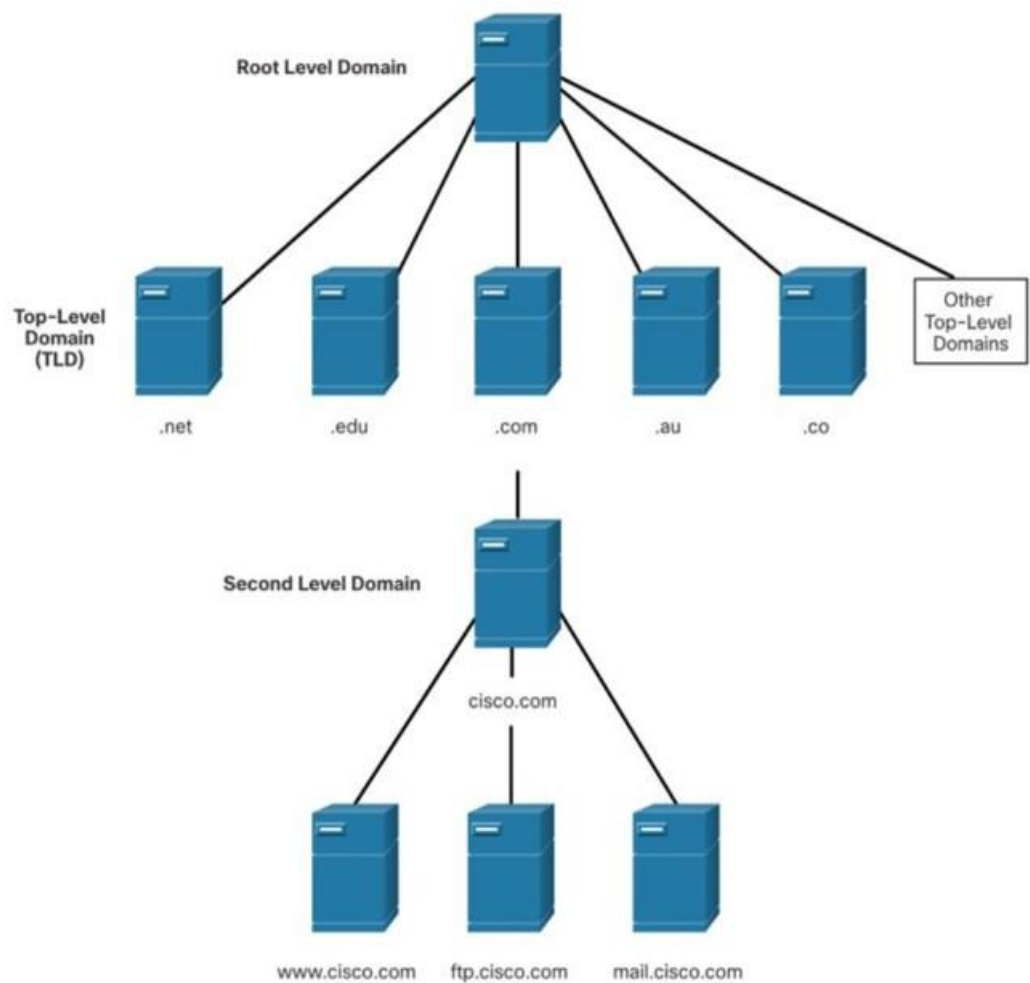 Root Level Domain
Top-Level
Domain
(TLD)
Other
Top-Level
Domains
.net
.edu
.com
.au
.co
Second Level Domain
cisco.com
www.cisco.com
ftp.cisco.com
mail.cisco.com